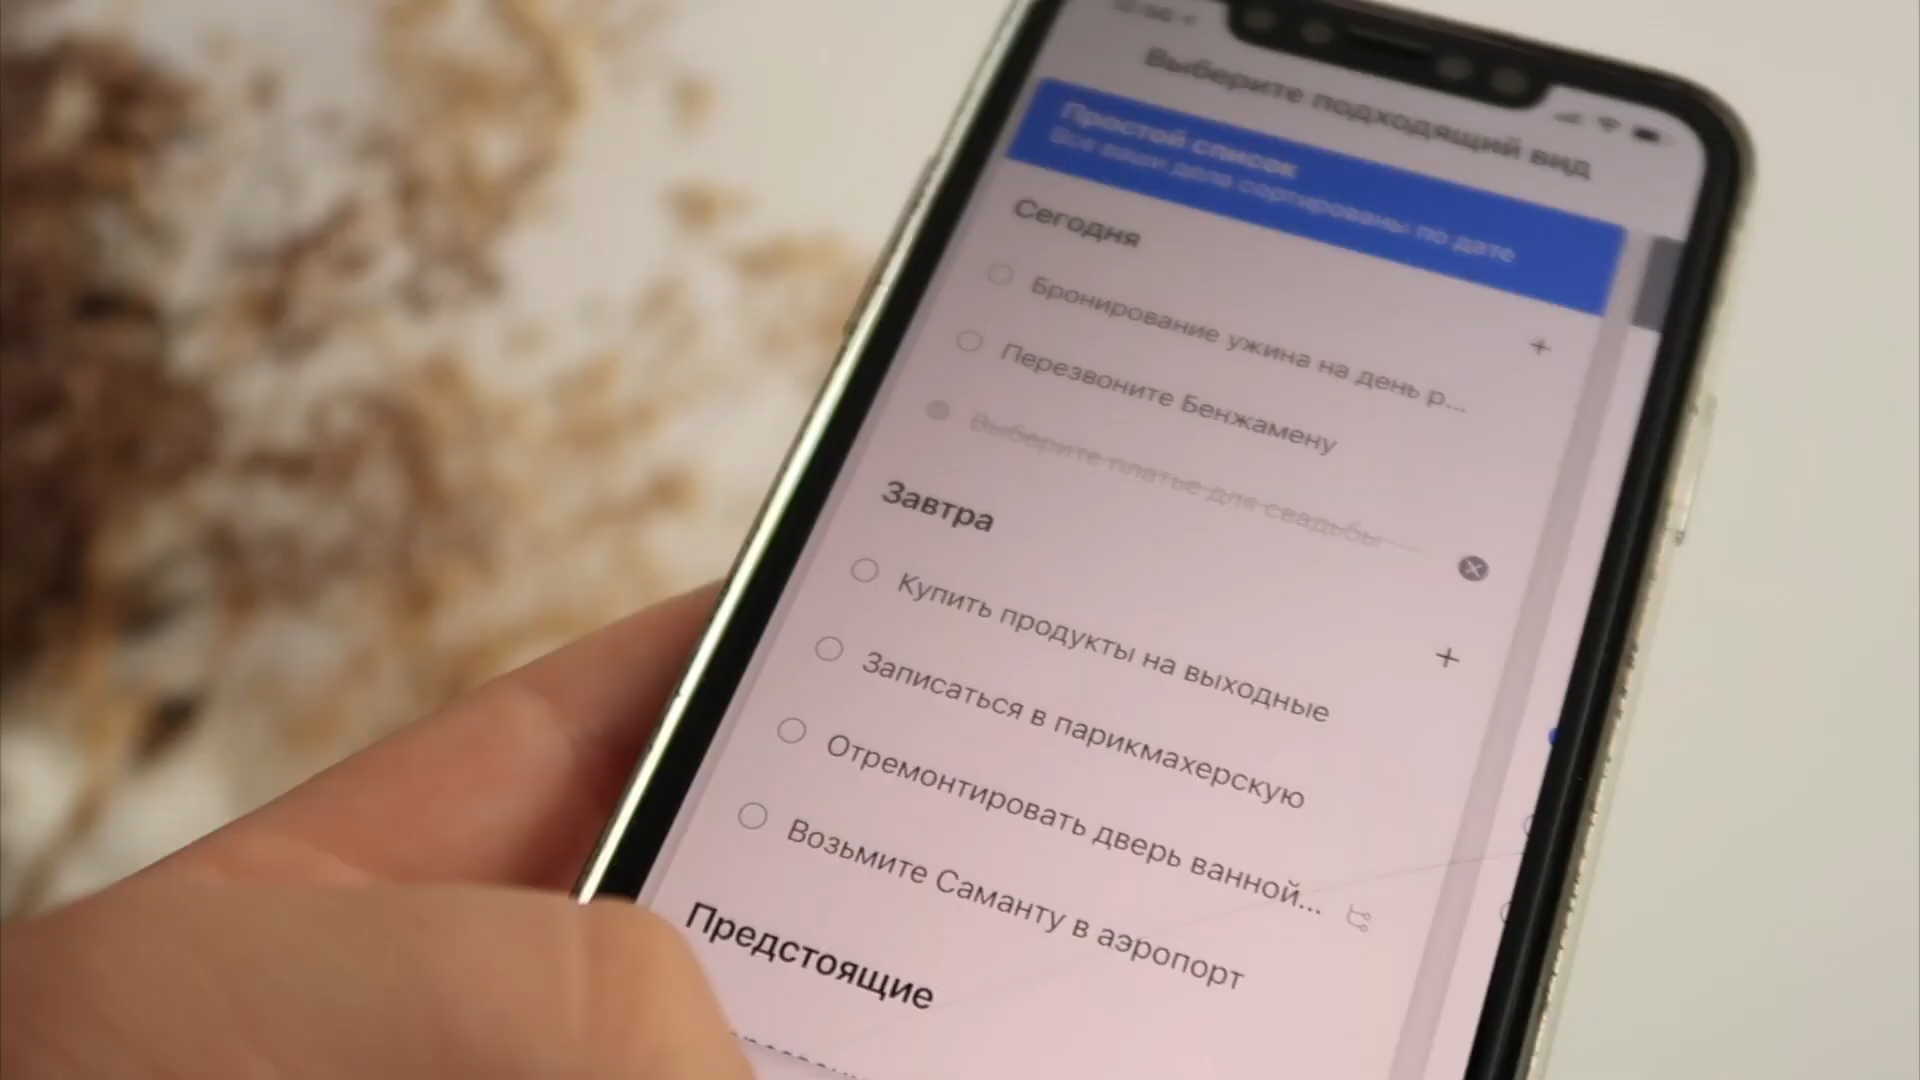 Выберите подходящий вид
Простой список
Все ваши дела сортированы по дате
Сегодня
Бронирование ужина на день р...
Перезвоните Бенжамену
Выберите платье для свадьбы
Завтра
Купить продукты на выходные
Записаться в парикмахерскую
Отремонтировать дверь ванной...
Возьмите Саманту в аэропорт
Предстоящие